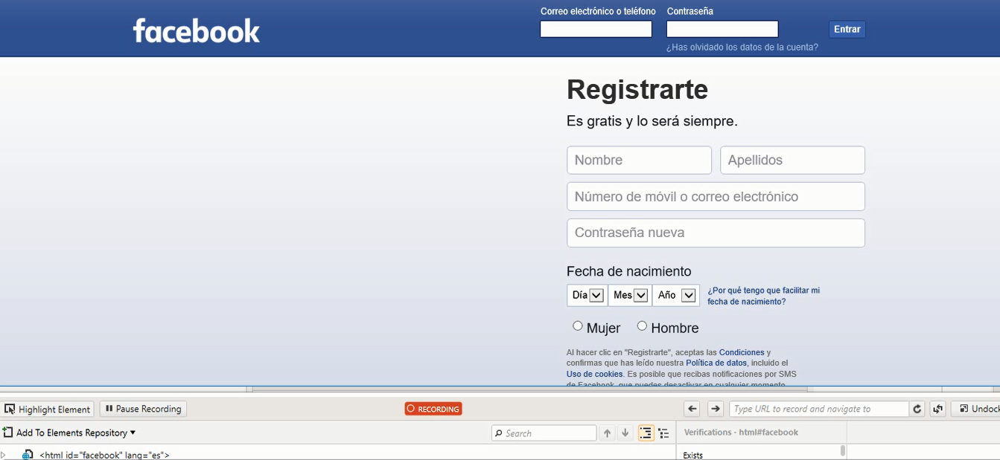 facebook
Correo electrónico o teléfono
Contraseña
Entrar
¿Has olvidado los datos de la cuenta?
Registrarte
Es gratis y lo será siempre.
Nombre
Apellidos
Número de móvil o correo electrónico
Contraseña nueva
Fecha de nacimiento
Día
Mes
Año
¿Por qué tengo que facilitar mi
fecha de nacimiento?
Mujer
Hombre
Al hacer clic en "Registrarte", aceptas las Condiciones y
confirmas que has leído nuestra Política de datos, incluido el
Uso de cookies. Es posible que recibas notificaciones por SMS
de Facebook, que puedes desactivar en cualquier momento.
Highlight Element
Pause Recording
RECORDING
Type URL to record and navigate to
Undock
Add To Elements Repository
Search
Verifications - html#facebook
<html id="facebook" lang="es">
Exists